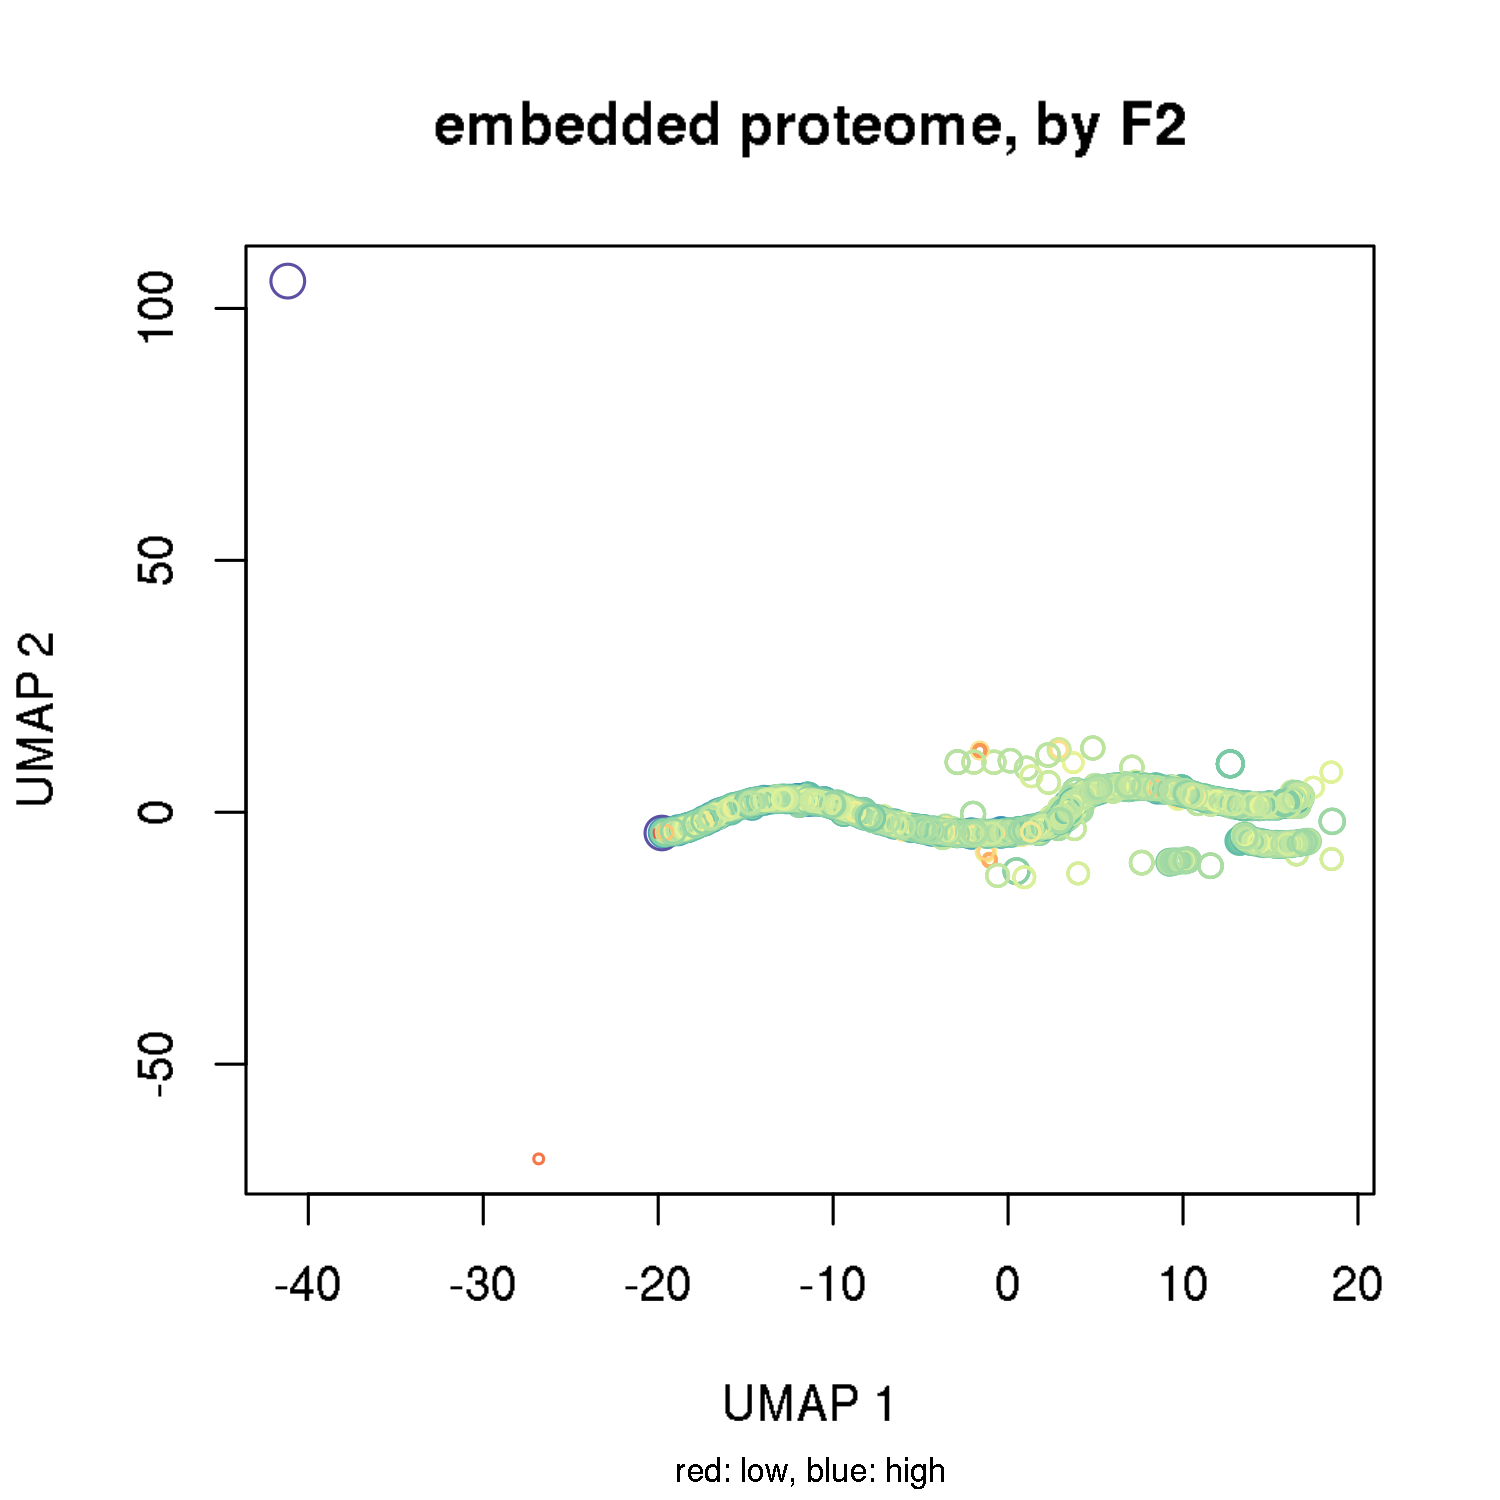 embedded proteome, by F2
100
50
0
-50
UMAP 2
-40 -30 -20 -10 0 10 20
UMAP 1
red: low, blue: high